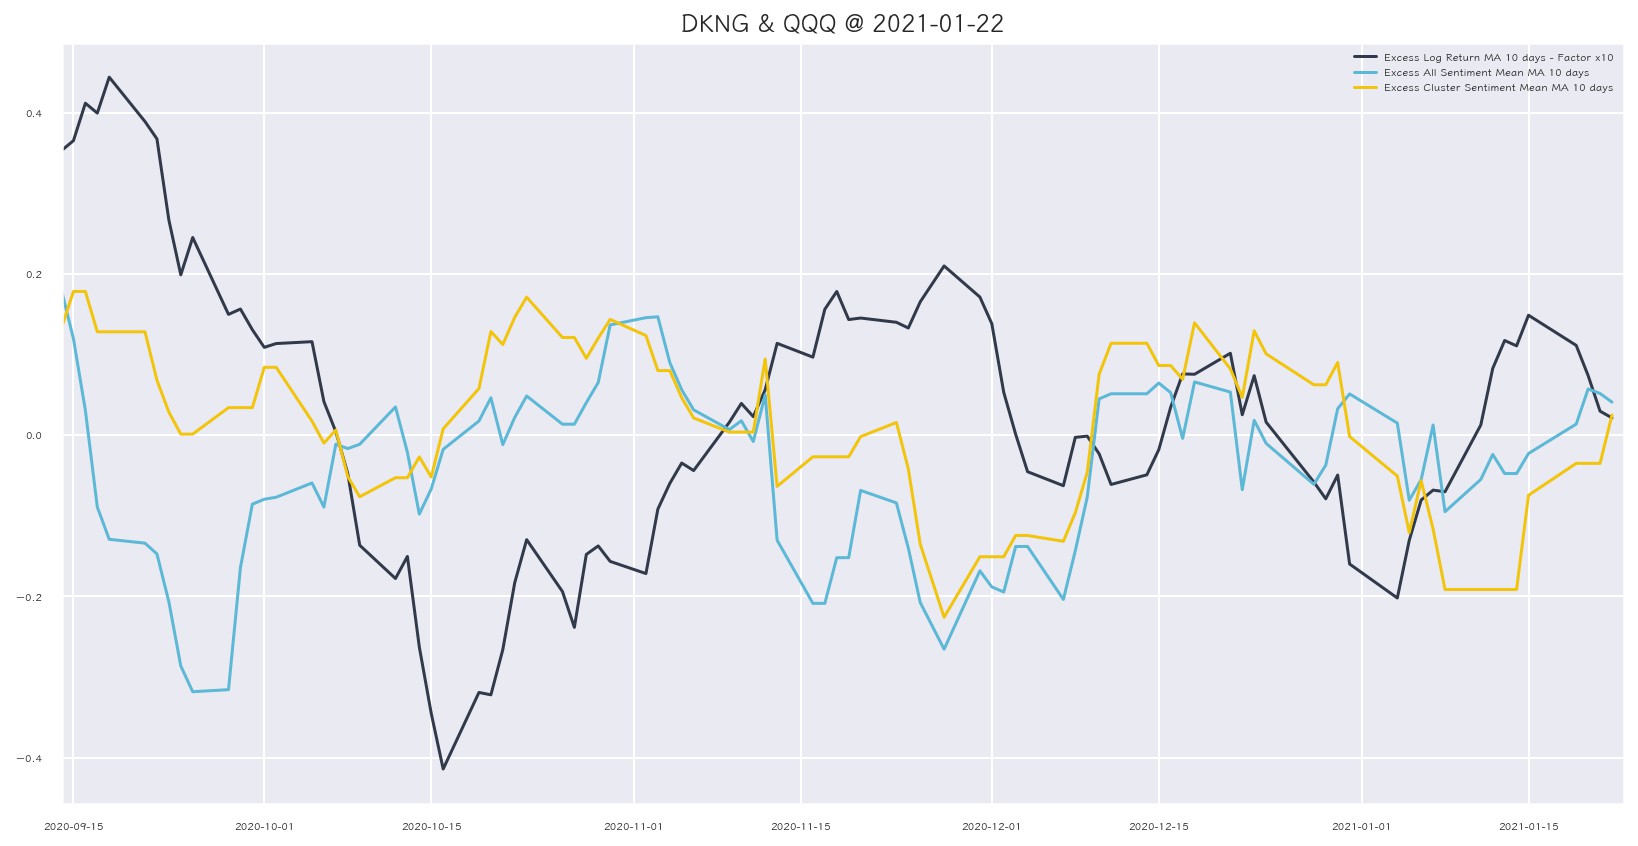 DKNG & QQQ @ 2021-01-22
Excess Log Return MA 10 days - Factor x10
Excess All Sentiment Mean MA 10 days
Excess Cluster Sentiment Mean MA 10 days
0.4
0.2
0.0
−0.2
−0.4
2020-09-15 2020-10-01 2020-10-15 2020-11-01 2020-11-15 2020-12-01 2020-12-15 2021-01-01 2021-01-15